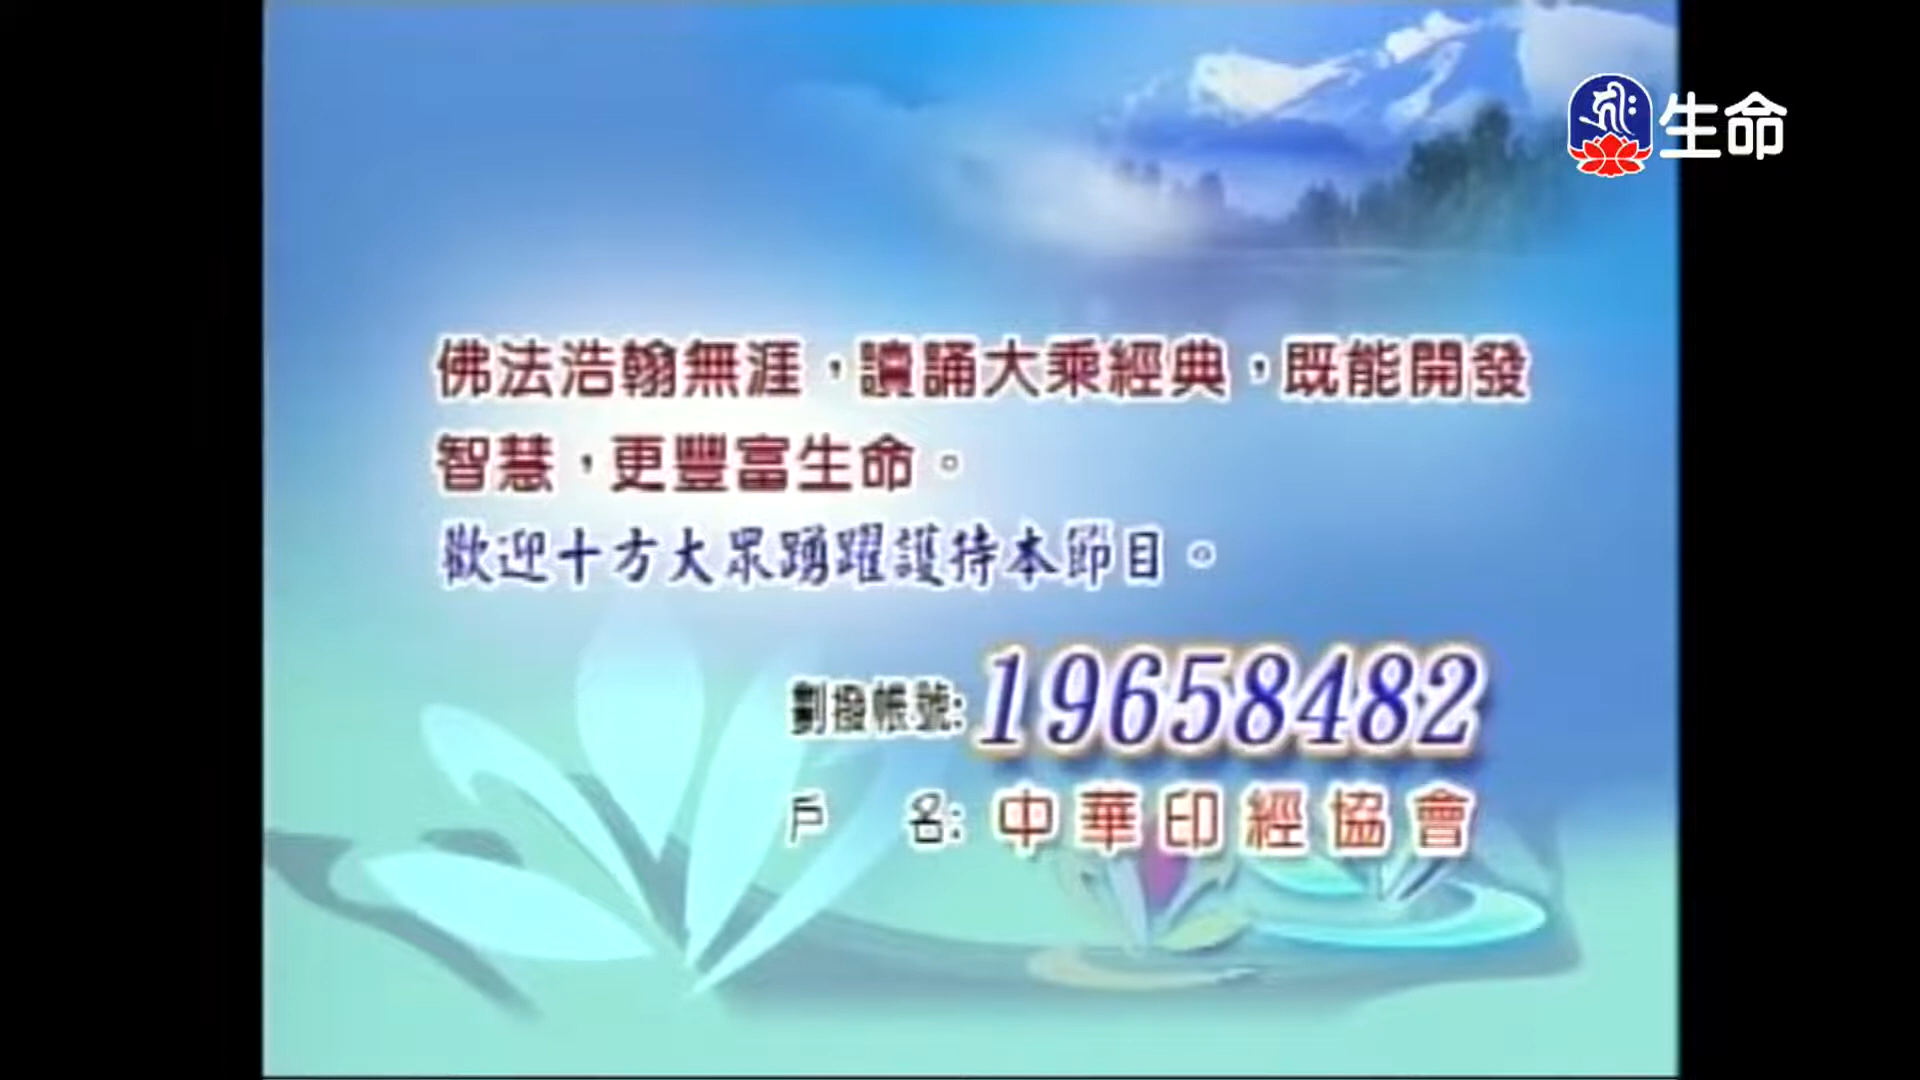 生命
佛法浩翰無涯，讀誦大乘經典，既能開發
智慧，更豐富生命。
歡迎十方大眾踴躍護持本節目。
劃撥帳號: 19658482
戶 名: 中華印經協會